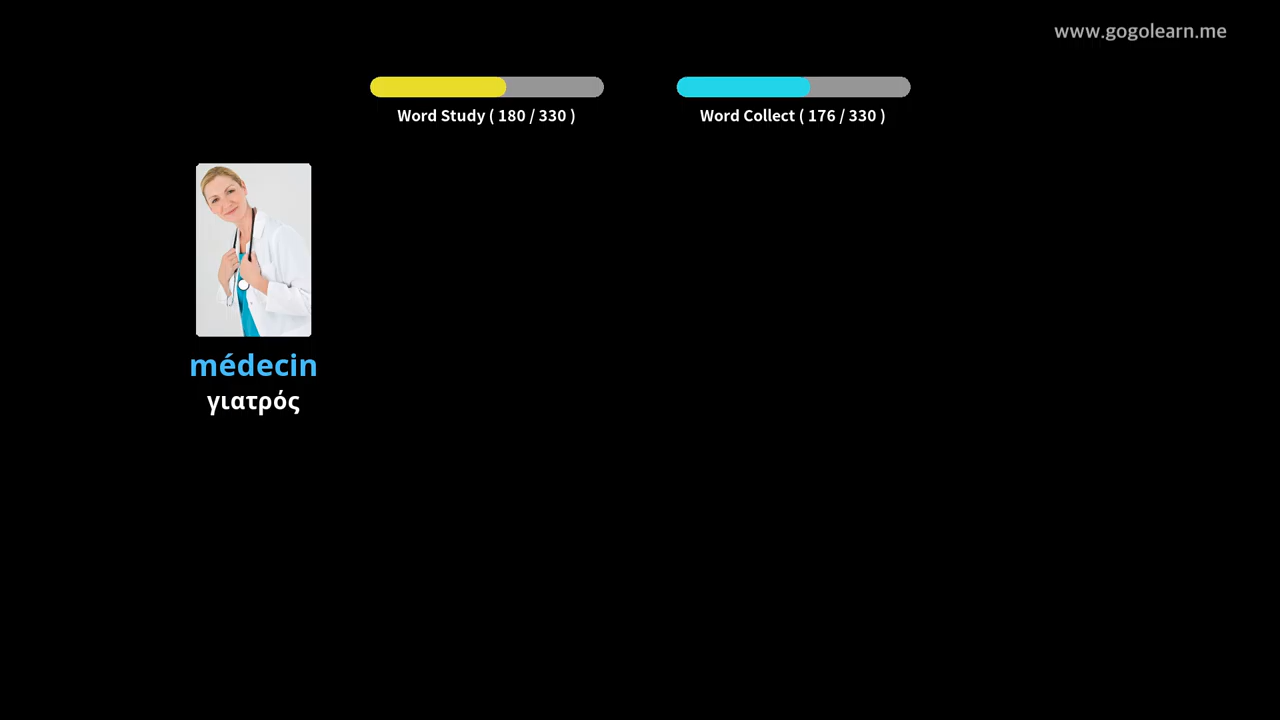 www.gogolearn.me
Word Study ( 180 / 330 )
Word Collect ( 176 / 330 )
médecin
γιατρός